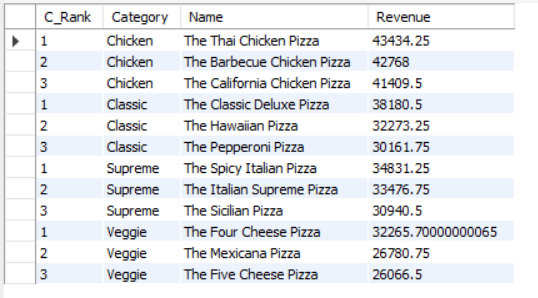 C_Rank Category Name Revenue
1 Chicken The Thai Chicken Pizza 43434.25
2 Chicken The Barbecue Chicken Pizza 42768
3 Chicken The California Chicken Pizza 41409.5
1 Classic The Classic Deluxe Pizza 38180.5
2 Classic The Hawaiian Pizza 32273.25
3 Classic The Pepperoni Pizza 30161.75
1 Supreme The Spicy Italian Pizza 34831.25
2 Supreme The Italian Supreme Pizza 33476.75
3 Supreme The Sicilian Pizza 30940.5
1 Veggie The Four Cheese Pizza 32265.70000000065
2 Veggie The Mexicana Pizza 26780.75
3 Veggie The Five Cheese Pizza 26066.5